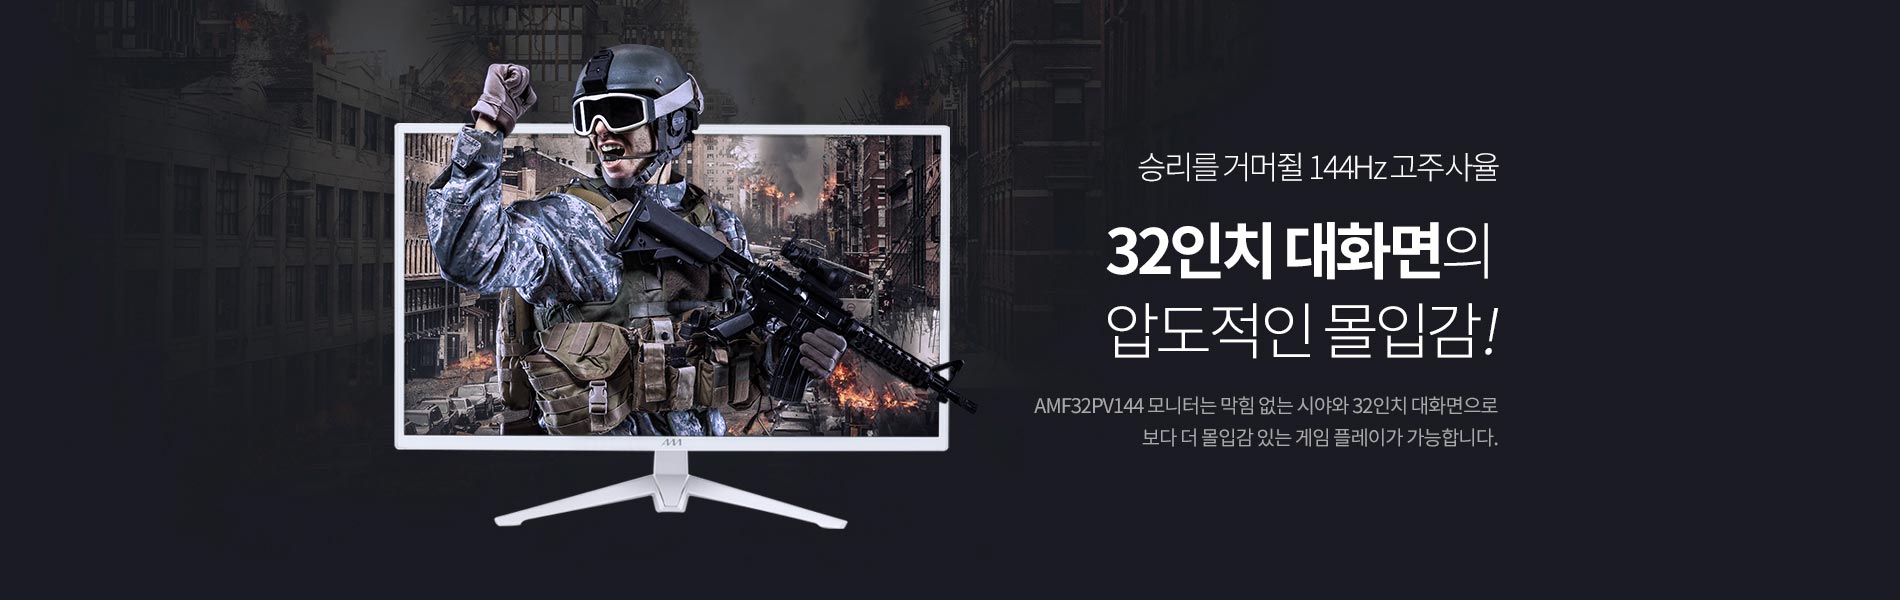 승리를 거머쥘 144Hz 고주사율
32인치 대화면의
압도적인 몰입감!
AMF32PV144 모니터는 막힘 없는 시야와 32인치 대화면으로
보다 더 몰입감 있는 게임 플레이가 가능합니다.